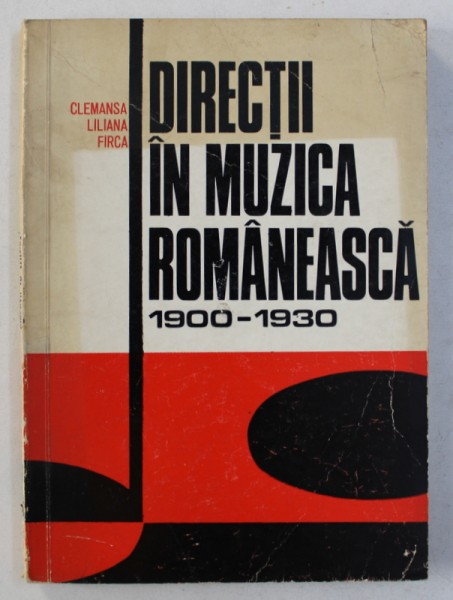 CLEMANSA
LILIANA
FIRCA
DIRECȚII
ÎN MUZICA
ROMÂNEASCĂ
1900-1930